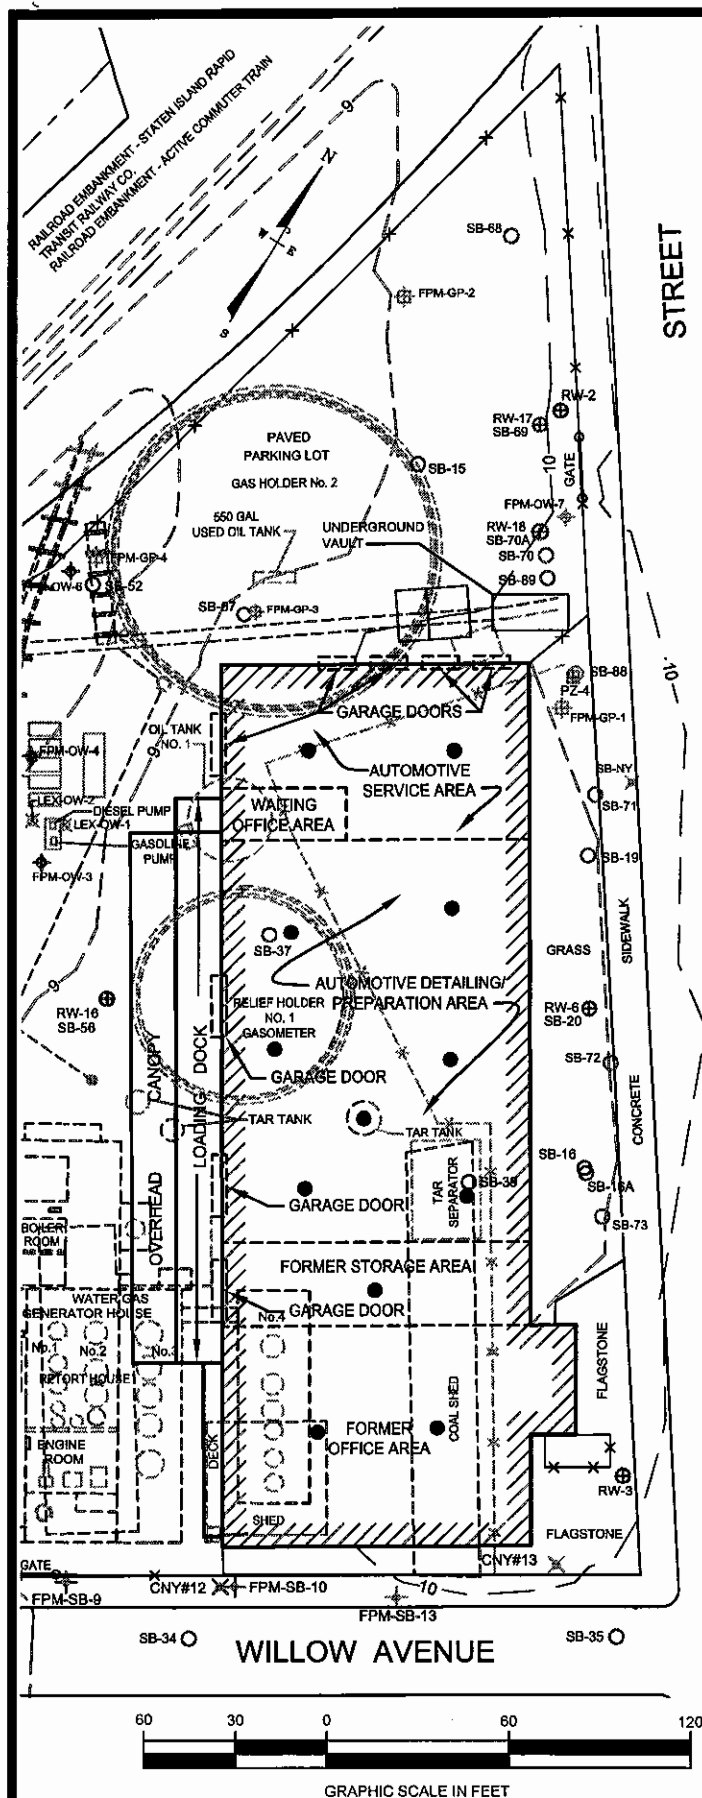 RAILROAD EMBANKMENT - STATEN ISLAND RAPID
TRANSIT RAILWAY CO.
RAILROAD EMBANKMENT - ACTIVE COMMUTER TRAIN
9
N
W
E
S
SB-68
FPM-GP-2
STREET
RW-2
RW-17
SB-69
10
GATE
PAVED
PARKING LOT
GAS HOLDER No. 2
SB-15
550 GAL
USED OIL TANK
UNDERGROUND
VAULT
FPM-OW-7
RW-18
SB-70A
SB-70
SB-89
FPM-GP-4
OW-6
SB-52
SB-87
FPM-GP-3
10
SB-88
PZ-4
FPM-GP-1
GARAGE DOORS
OIL TANK
NO. 1
9
FPM-OW-4
AUTOMOTIVE
SERVICE AREA
SB-NY
SB-71
LEX-OW-2
DIESEL PUMP
LEX-OW-1
GASOLINE
PUMP
WAITING
OFFICE AREA
FPM-OW-3
SB-19
SB-37
GRASS
SIDEWALK
9
AUTOMOTIVE DETAILING/
PREPARATION AREA
RW-16
SB-56
RELIEF HOLDER
NO. 1
GASOMETER
RW-6
SB-20
CANOPY
LOADING DOCK
GARAGE DOOR
SB-72
CONCRETE
TAR TANK
TAR TANK
SB-16
SB-16A
TAR
SEPARATOR
SB-39
GARAGE DOOR
SB-73
OVERHEAD
BOILER
ROOM
FORMER STORAGE AREA
WATER GAS
GENERATOR HOUSE
GARAGE DOOR
No.4
No.1
No.2
No.3
RETORT HOUSE
FLAGSTONE
COAL SHED
FORMER
OFFICE AREA
ENGINE
ROOM
DECK
RW-3
SHED
FLAGSTONE
GATE
CNY#13
CNY#12
FPM-SB-10
10
FPM-SB-9
FPM-SB-13
SB-34
WILLOW AVENUE
SB-35
60
30
0
60
120
GRAPHIC SCALE IN FEET